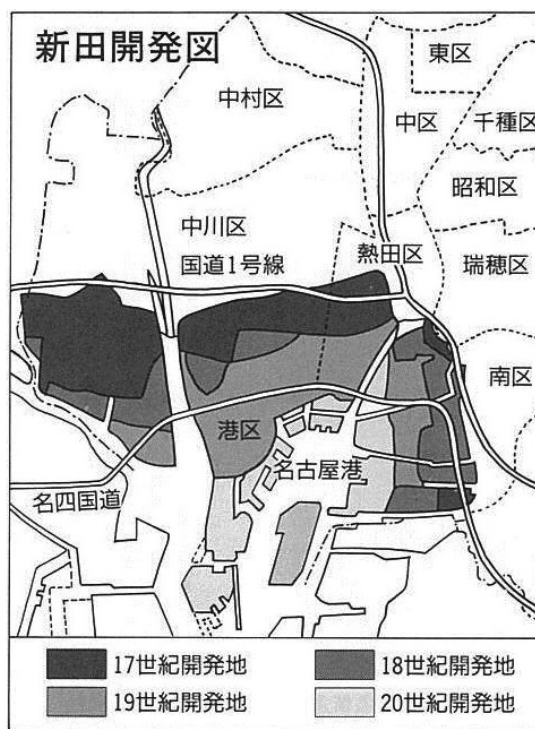 新田開発図
東区
中村区
中区
千種区
昭和区
中川区
熱田区
国道1号線
瑞穂区
南区
港区
名古屋港
名四国道
17世紀開発地
18世紀開発地
19世紀開発地
20世紀開発地